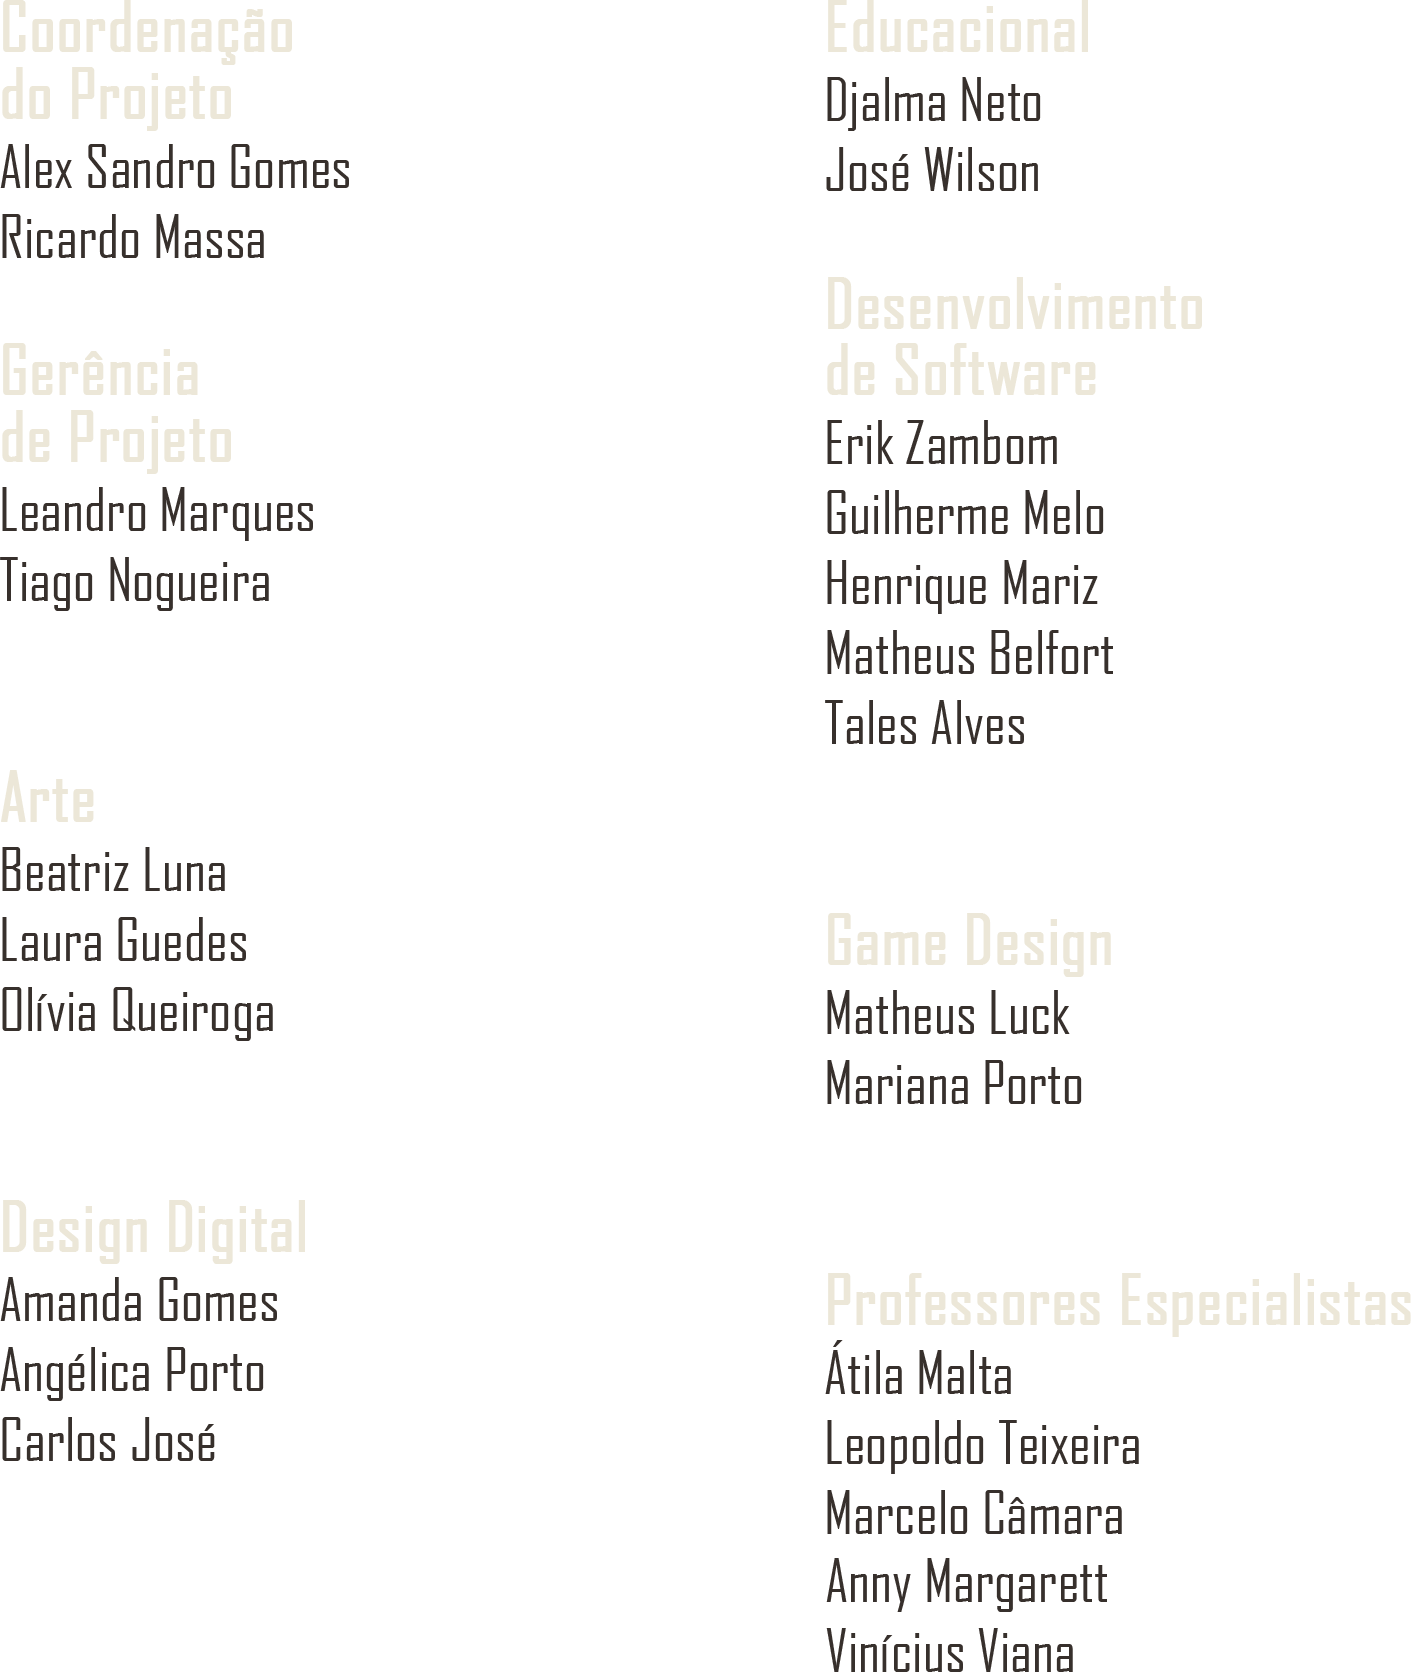 Coordenação
do Projeto
Alex Sandro Gomes
Ricardo Massa
Gerência
de Projeto
Leandro Marques
Tiago Nogueira
Arte
Beatriz Luna
Laura Guedes
Olívia Queiroga
Design Digital
Amanda Gomes
Angélica Porto
Carlos José
Educacional
Djalma Neto
José Wilson
Desenvolvimento
de Software
Erik Zambom
Guilherme Melo
Henrique Mariz
Matheus Belfort
Tales Alves
Game Design
Matheus Luck
Mariana Porto
Professores Especialistas
Átila Malta
Leopoldo Teixeira
Marcelo Câmara
Anny Margarett
Vinícius Viana